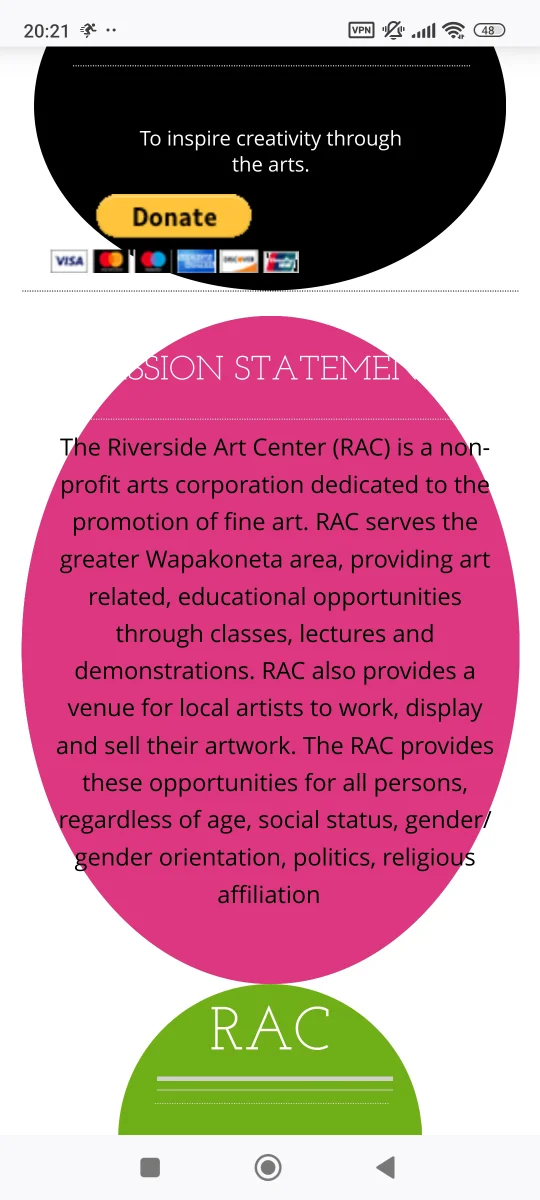 20:21
VPN
48
To inspire creativity through
the arts.
Donate
VISA
DISCOVER
SSION STATEMEN
The Riverside Art Center (RAC) is a non-
profit arts corporation dedicated to the
promotion of fine art. RAC serves the
greater Wapakoneta area, providing art
related, educational opportunities
through classes, lectures and
demonstrations. RAC also provides a
venue for local artists to work, display
and sell their artwork. The RAC provides
these opportunities for all persons,
regardless of age, social status, gender/
gender orientation, politics, religious
affiliation
RAC